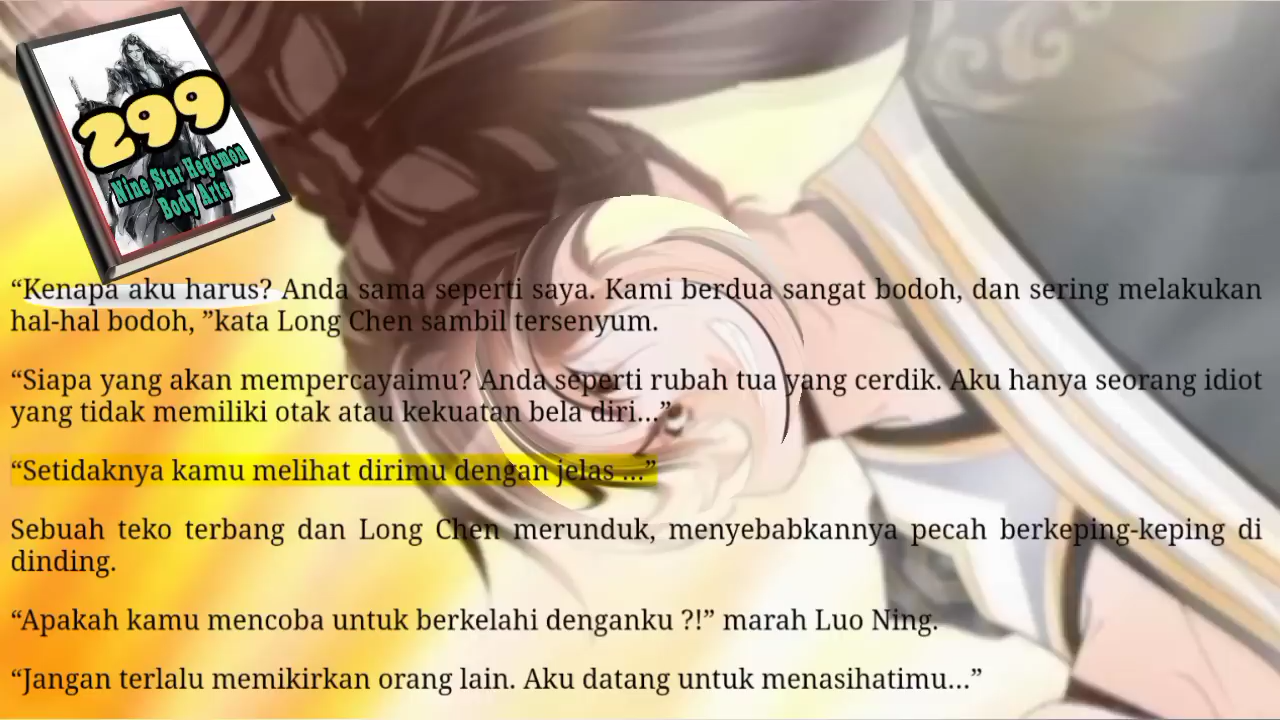 299
Nine Star Hegemon
Body Arts
“Kenapa aku harus? Anda sama seperti saya. Kami berdua sangat bodoh, dan sering melakukan
hal-hal bodoh, ”kata Long Chen sambil tersenyum.
“Siapa yang akan mempercayaimu? Anda seperti rubah tua yang cerdik. Aku hanya seorang idiot
yang tidak memiliki otak atau kekuatan bela diri...”
“Setidaknya kamu melihat dirimu dengan jelas ...”
Sebuah teko terbang dan Long Chen merunduk, menyebabkannya pecah berkeping-keping di
dinding.
“Apakah kamu mencoba untuk berkelahi denganku ?!” marah Luo Ning.
“Jangan terlalu memikirkan orang lain. Aku datang untuk menasihatimu...”